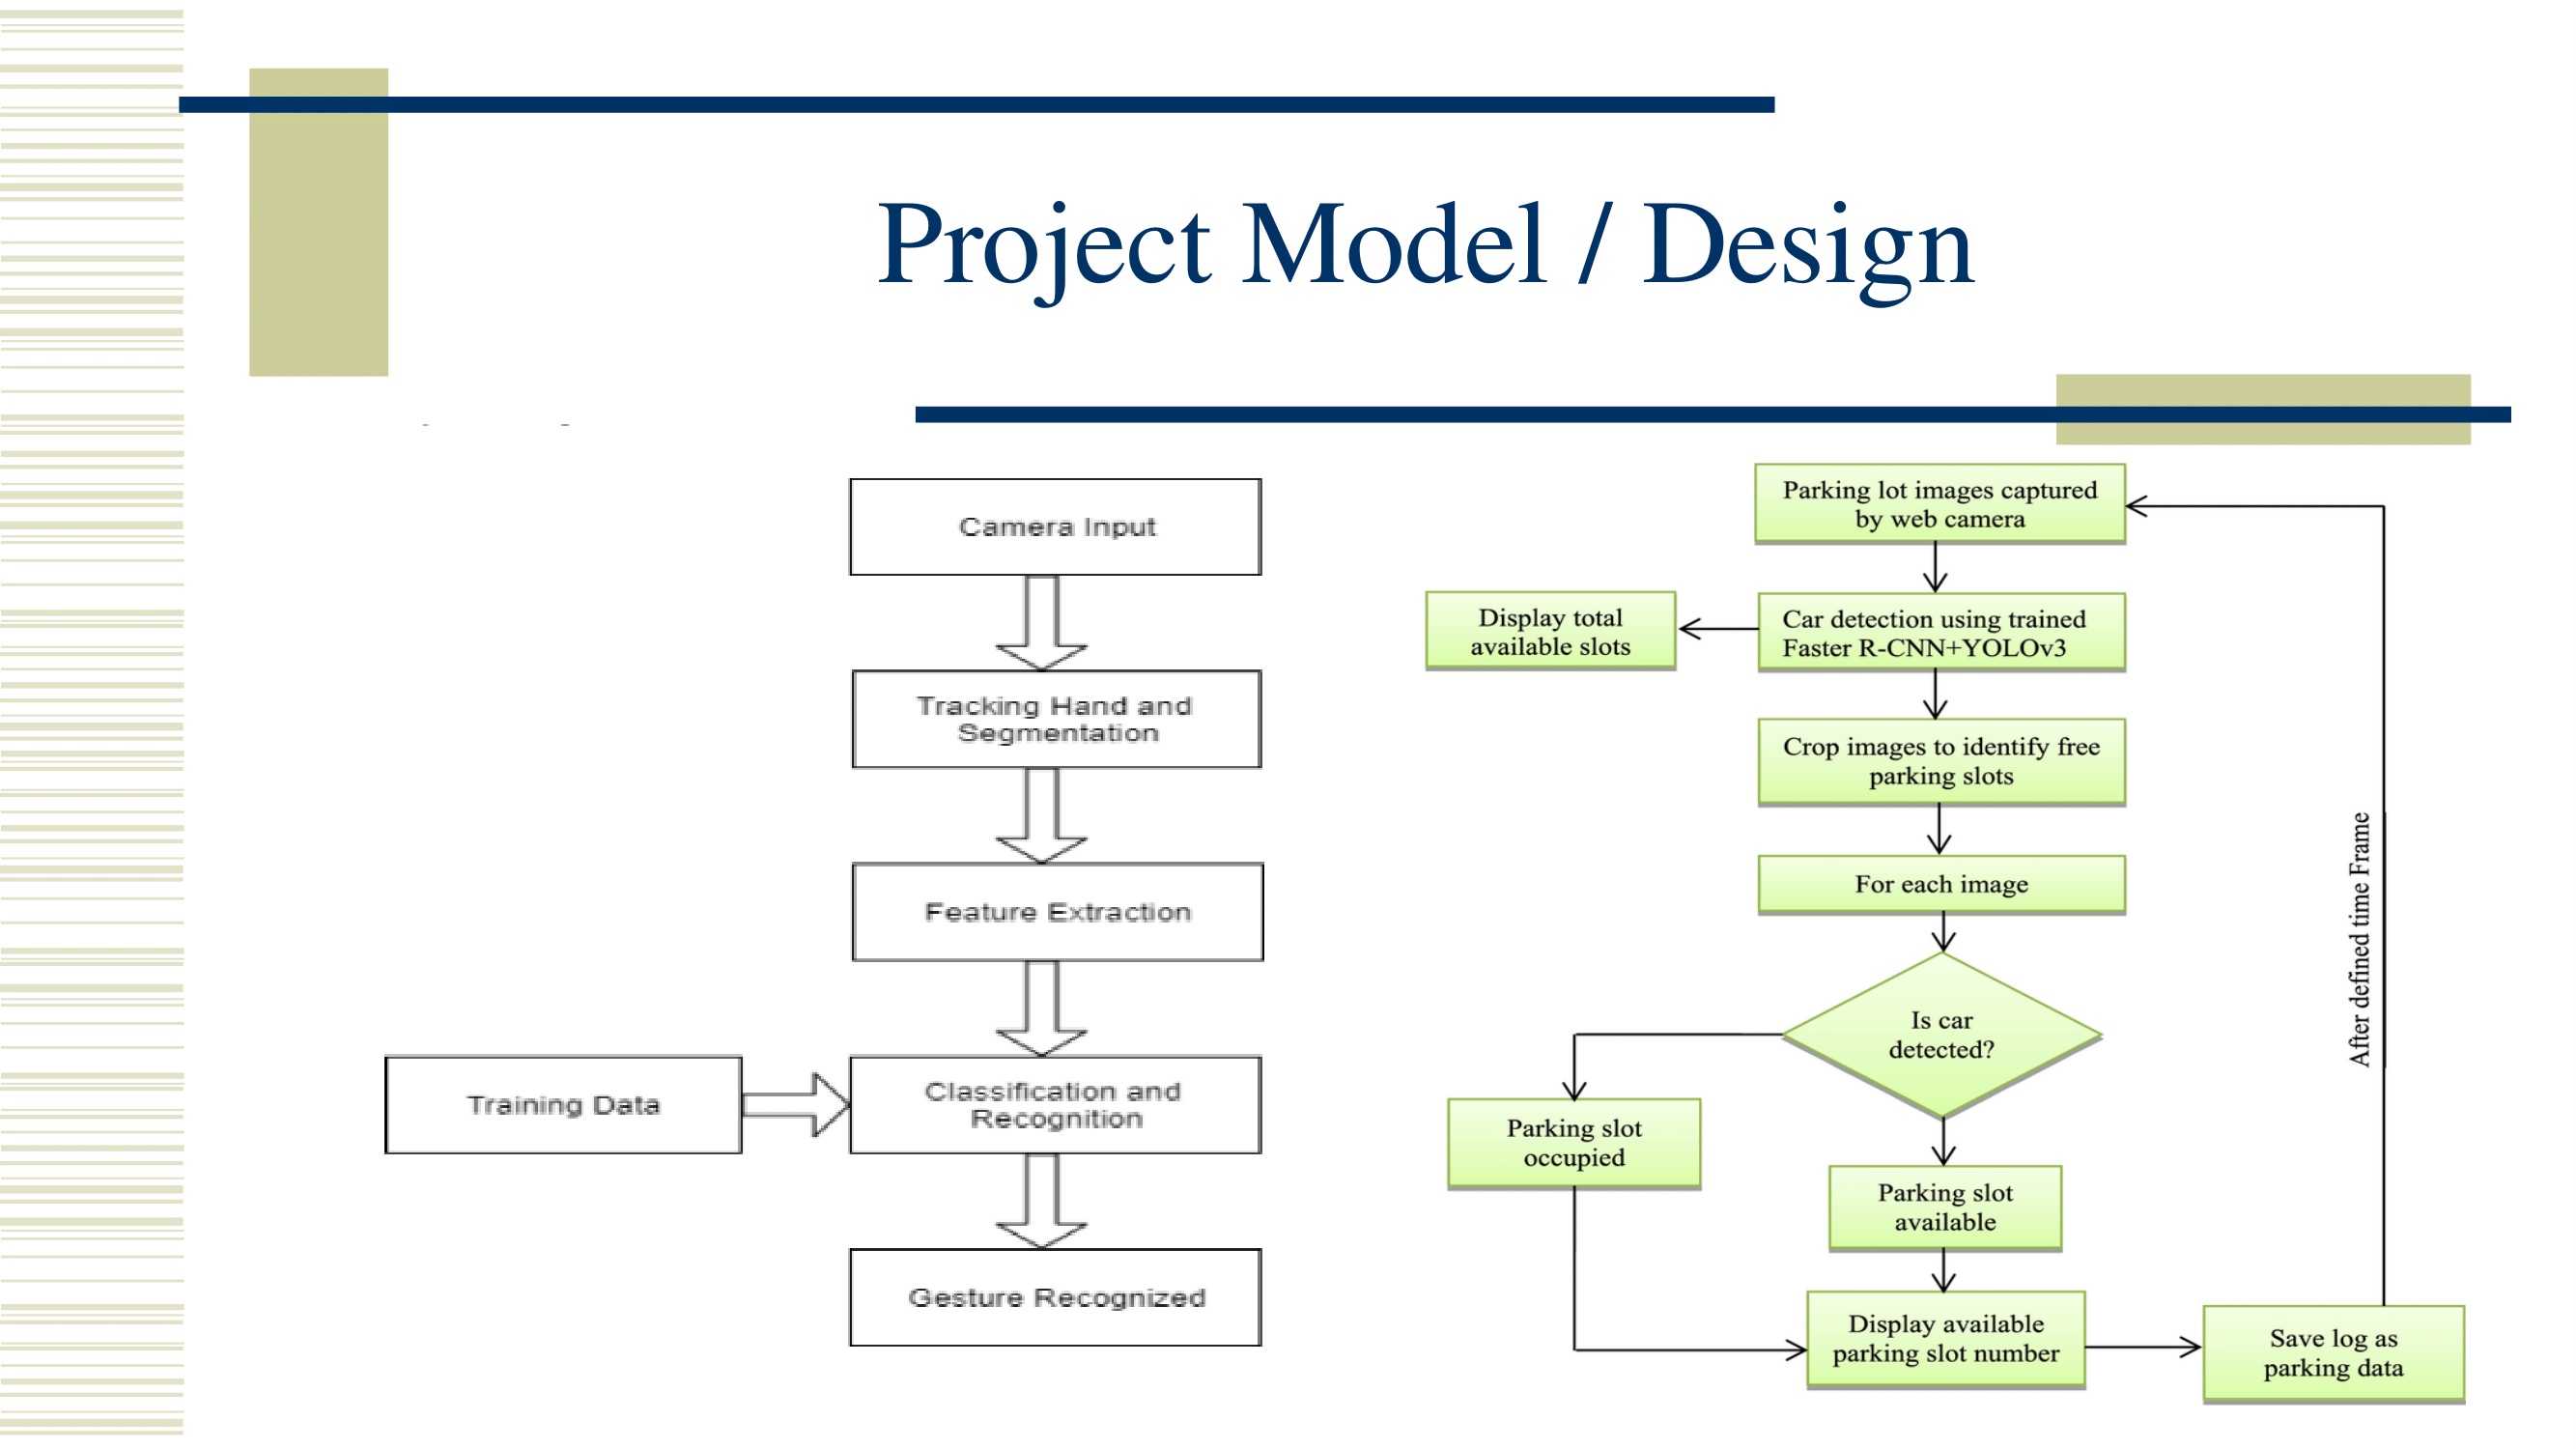 Project Model / Design
Camera Input
Tracking Hand and
Segmentation
Feature Extraction
Training Data
Classification and
Recognition
Gesture Recognized
Parking lot images captured
by web camera
Display total
available slots
Car detection using trained
Faster R-CNN+YOLOv3
Crop images to identify free
parking slots
For each image
Is car
detected?
Parking slot
occupied
Parking slot
available
Display available
parking slot number
Save log as
parking data
After defined time Frame